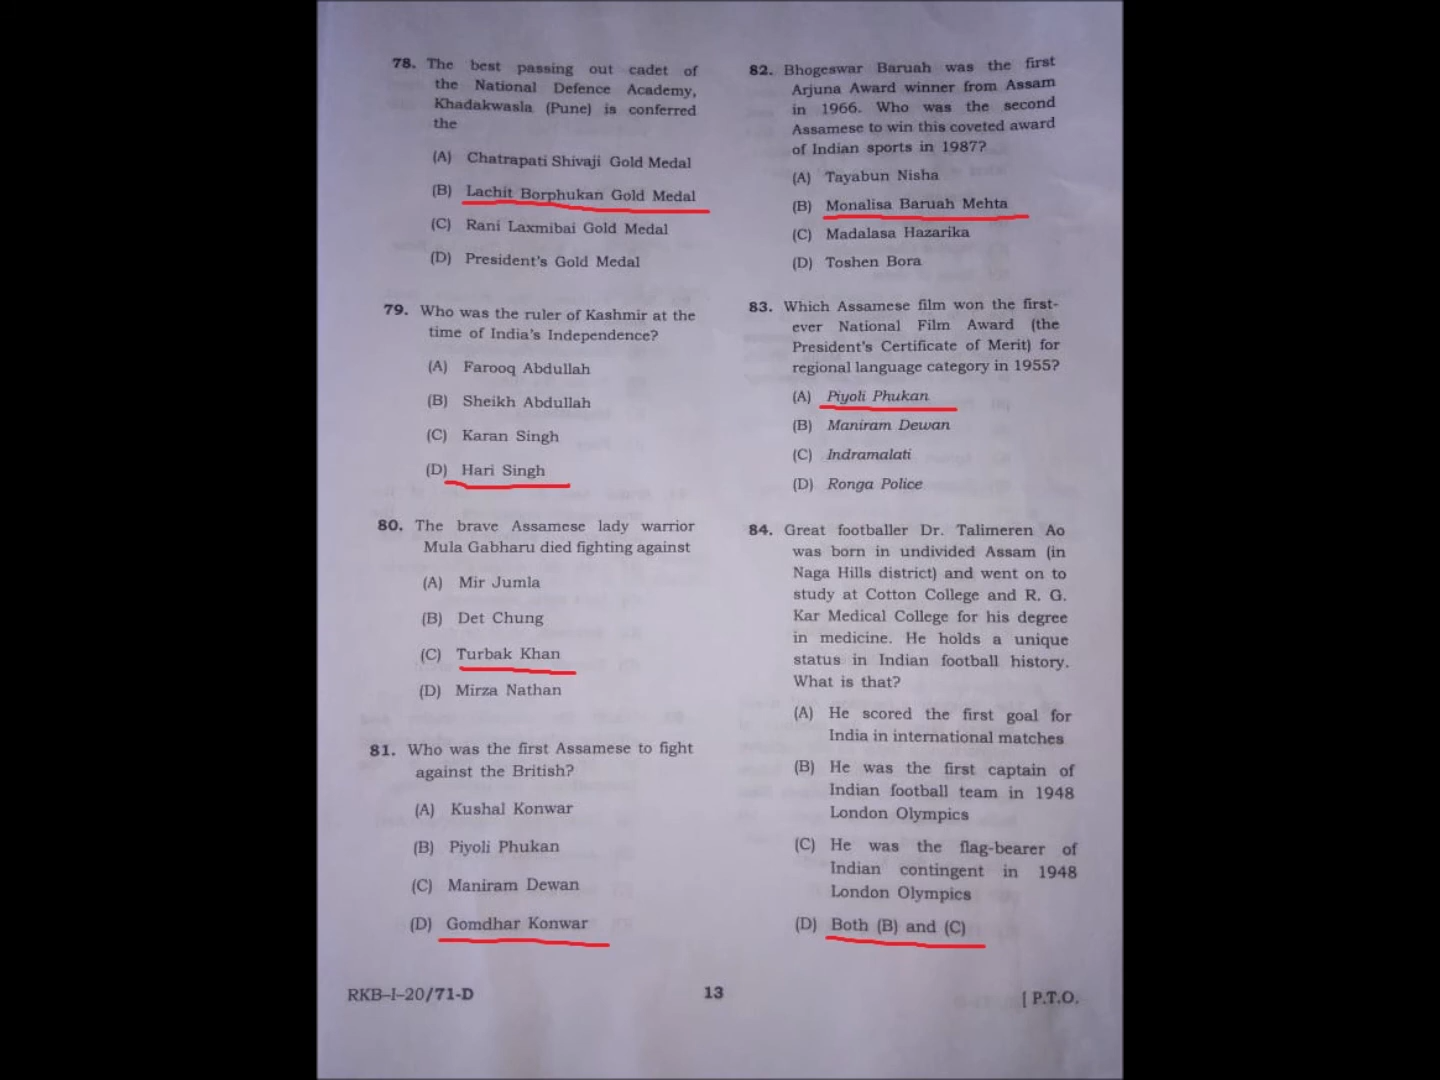 78. The best passing out cadet of
the National Defence Academy,
Khadakwasla (Pune) is conferred
the
(A) Chatrapati Shivaji Gold Medal
(B) Lachit Borphukan Gold Medal
(C) Rani Laxmibai Gold Medal
(D) President's Gold Medal
79. Who was the ruler of Kashmir at the
time of India's Independence?
(A) Farooq Abdullah
(B) Sheikh Abdullah
(C) Karan Singh
(D) Hari Singh
80. The brave Assamese lady warrior
Mula Gabharu died fighting against
(A) Mir Jumla
(B) Det Chung
(C) Turbak Khan
(D) Mirza Nathan
81. Who was the first Assamese to fight
against the British?
(A) Kushal Konwar
(B) Piyoli Phukan
(C) Maniram Dewan
(D) Gomdhar Konwar
82. Bhogeswar Baruah was the first
Arjuna Award winner from Assam
in 1966. Who was the second
Assamese to win this coveted award
of Indian sports in 1987?
(A) Tayabun Nisha
(B) Monalisa Baruah Mehta
(C) Madalasa Hazarika
(D) Toshen Bora
83. Which Assamese film won the first-
ever National Film Award (the
President's Certificate of Merit) for
regional language category in 1955?
(A) Piyoli Phukan
(B) Maniram Dewan
(C) Indramalati
(D) Ronga Police
84. Great footballer Dr. Talimeren Ao
was born in undivided Assam (in
Naga Hills district) and went on to
study at Cotton College and R. G.
Kar Medical College for his degree
in medicine. He holds a unique
status in Indian football history.
What is that?
(A) He scored the first goal for
India in international matches
(B) He was the first captain of
Indian football team in 1948
London Olympics
(C) He was the flag-bearer of
Indian contingent in 1948
London Olympics
(D) Both (B) and (C)
RKB–I–20/71-D
13
[ P.T.O.